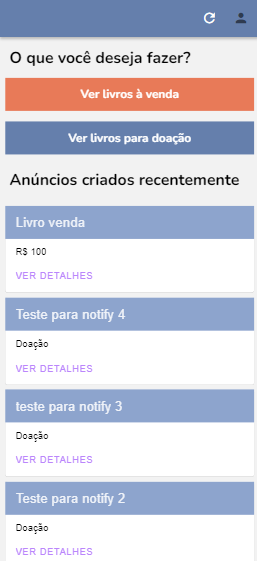 O que você deseja fazer?
Ver livros à venda
Ver livros para doação
Anúncios criados recentemente
Livro venda
R$ 100
VER DETALHES
Teste para notify 4
Doação
VER DETALHES
teste para notify 3
Doação
VER DETALHES
Teste para notify 2
Doação
VER DETALHES